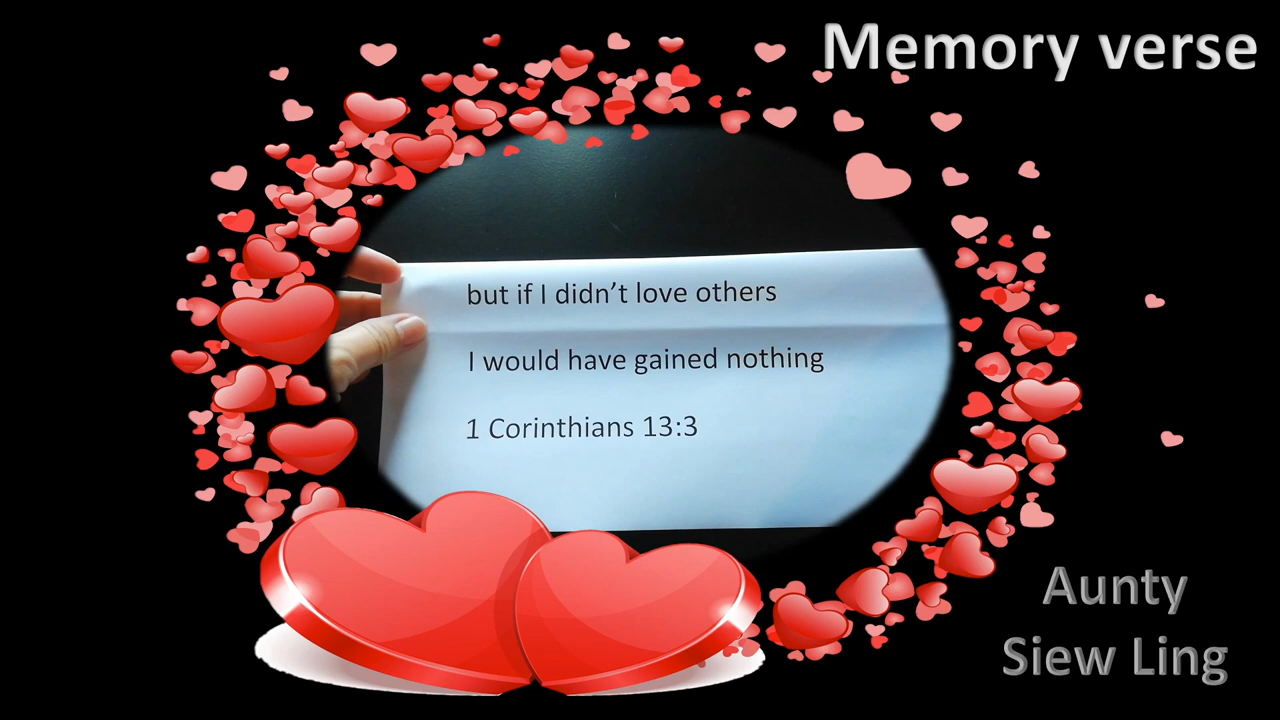 Memory verse
but if I didn’t love others
I would have gained nothing
1 Corinthians 13:3
Aunty
Siew Ling